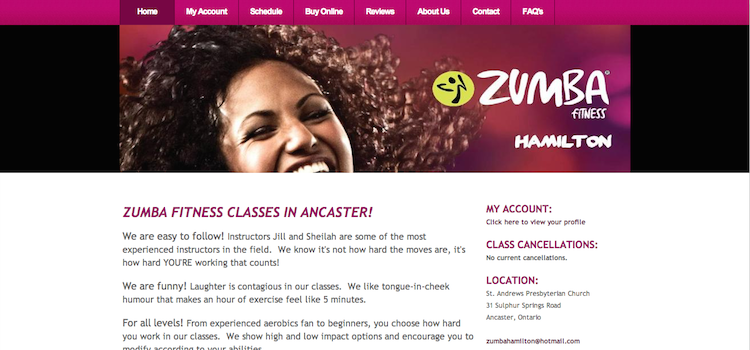 Home My Account Schedule Buy Online Reviews About Us Contact FAQ's
ZUMBA®
FITNESS
HAMILTON
ZUMBA FITNESS CLASSES IN ANCASTER!
We are easy to follow! Instructors Jill and Sheilah are some of the most
experienced instructors in the field. We know it's not how hard the moves are, it's
how hard YOU'RE working that counts!
We are funny! Laughter is contagious in our classes. We like tongue-in-cheek
humour that makes an hour of exercise feel like 5 minutes.
For all levels! From experienced aerobics fan to beginners, you choose how hard
you work in our classes. We show high and low impact options and encourage you to
modify according to your abilities.
MY ACCOUNT:
Click here to view your profile
CLASS CANCELLATIONS:
No current cancellations.
LOCATION:
St. Andrews Presbyterian Church
31 Sulphur Springs Road
Ancaster, Ontario
zumbahamilton@hotmail.com